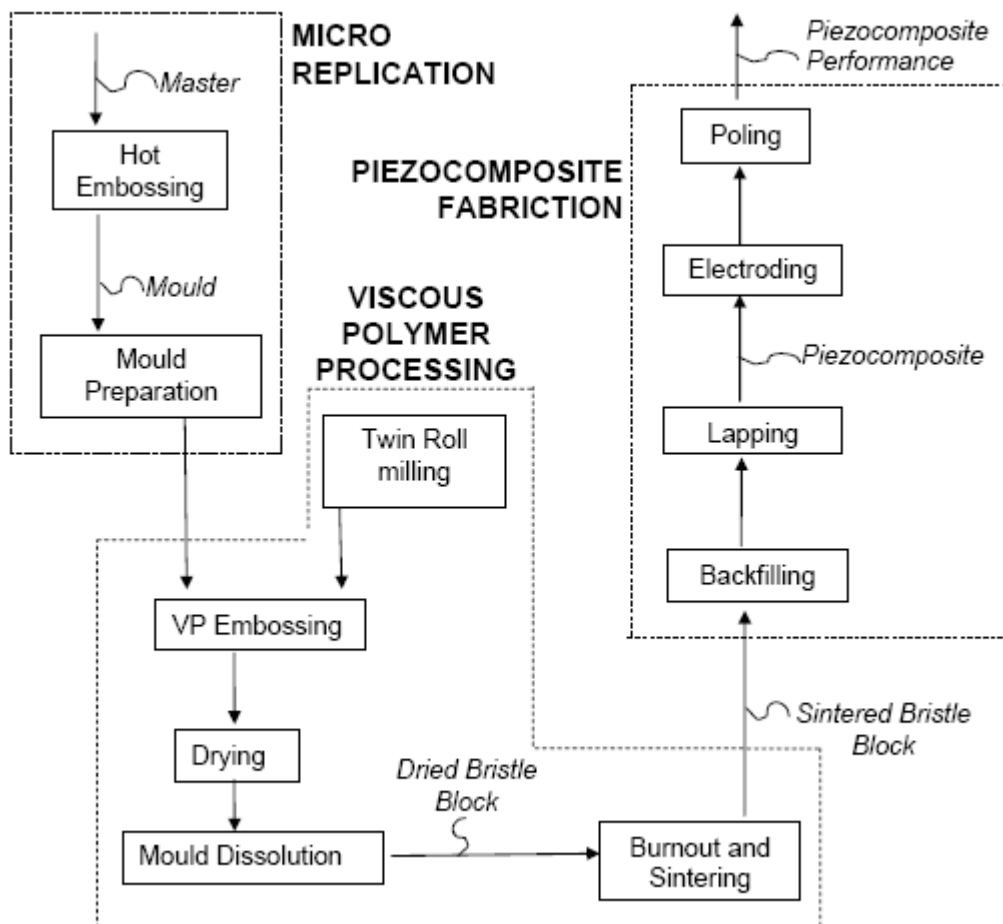 MICRO
REPLICATION
Master
Hot
Embossing
Mould
Mould
Preparation
VISCOUS
POLYMER
PROCESSING
Twin Roll
milling
VP Embossing
Drying
Mould Dissolution
Dried Bristle
Block
Burnout and
Sintering
Sintered Bristle
Block
PIEZOCOMPOSITE
FABRICTION
Backfilling
Lapping
Piezocomposite
Electroding
Poling
Piezocomposite
Performance